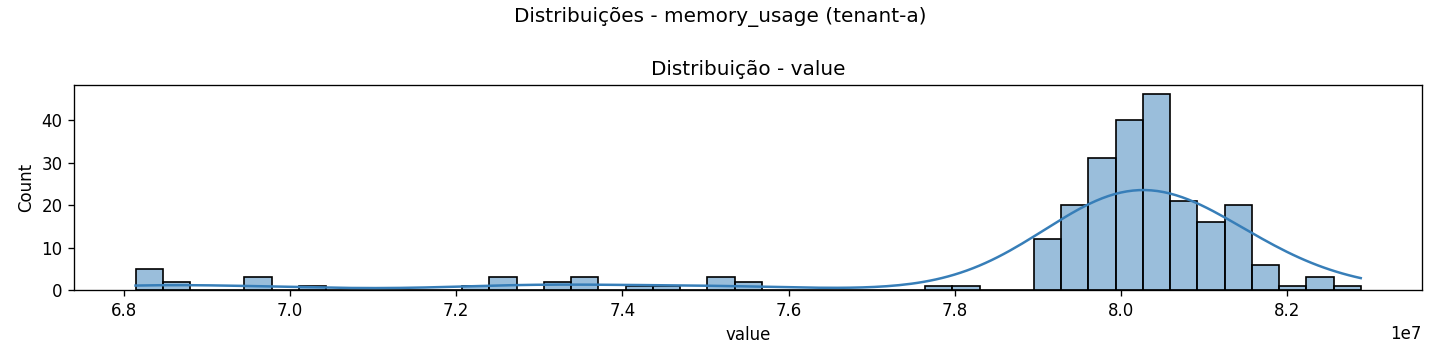 Distribuições - memory_usage (tenant-a)
Distribuição - value
Count
40
30
20
10
0
6.8 7.0 7.2 7.4 7.6 7.8 8.0 8.2
value
1e7